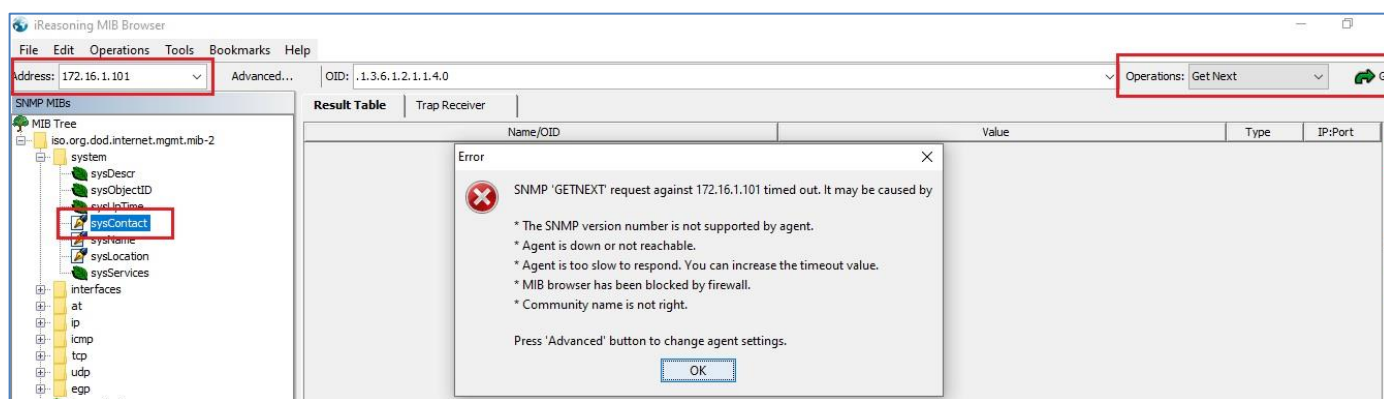 iReasoning MIB Browser
File Edit Operations Tools Bookmarks Help
Address: 172.16.1.101 Advanced... OID: .1.3.6.1.2.1.1.4.0 Operations: Get Next G
SNMP MIBs
Result Table Trap Receiver
MIB Tree
Name/OID Value Type IP:Port
iso.org.dod.internet.mgmt.mib-2
system
sysDescr
sysObjectID
sysUpTime
sysContact
sysName
sysLocation
sysServices
interfaces
at
ip
icmp
tcp
udp
egp
Error
SNMP 'GETNEXT' request against 172.16.1.101 timed out. It may be caused by
* The SNMP version number is not supported by agent.
* Agent is down or not reachable.
* Agent is too slow to respond. You can increase the timeout value.
* MIB browser has been blocked by firewall.
* Community name is not right.
Press 'Advanced' button to change agent settings.
OK